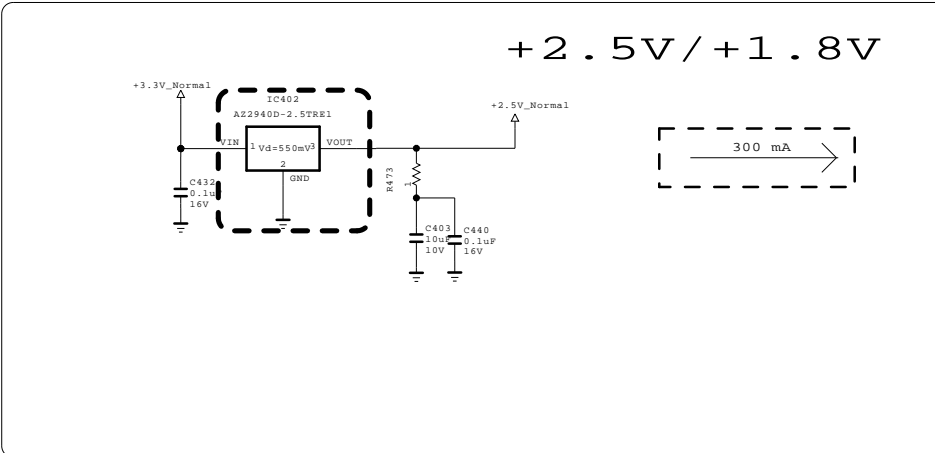 +2.5V/+1.8V
+3.3V_Normal
IC402
AZ2940D-2.5TRE1
+2.5V_Normal
VIN
1 Vd=550mV 3
VOUT
300 mA
2
GND
R473
1
C432
0.1uF
16V
C403
10uF
10V
C440
0.1uF
16V